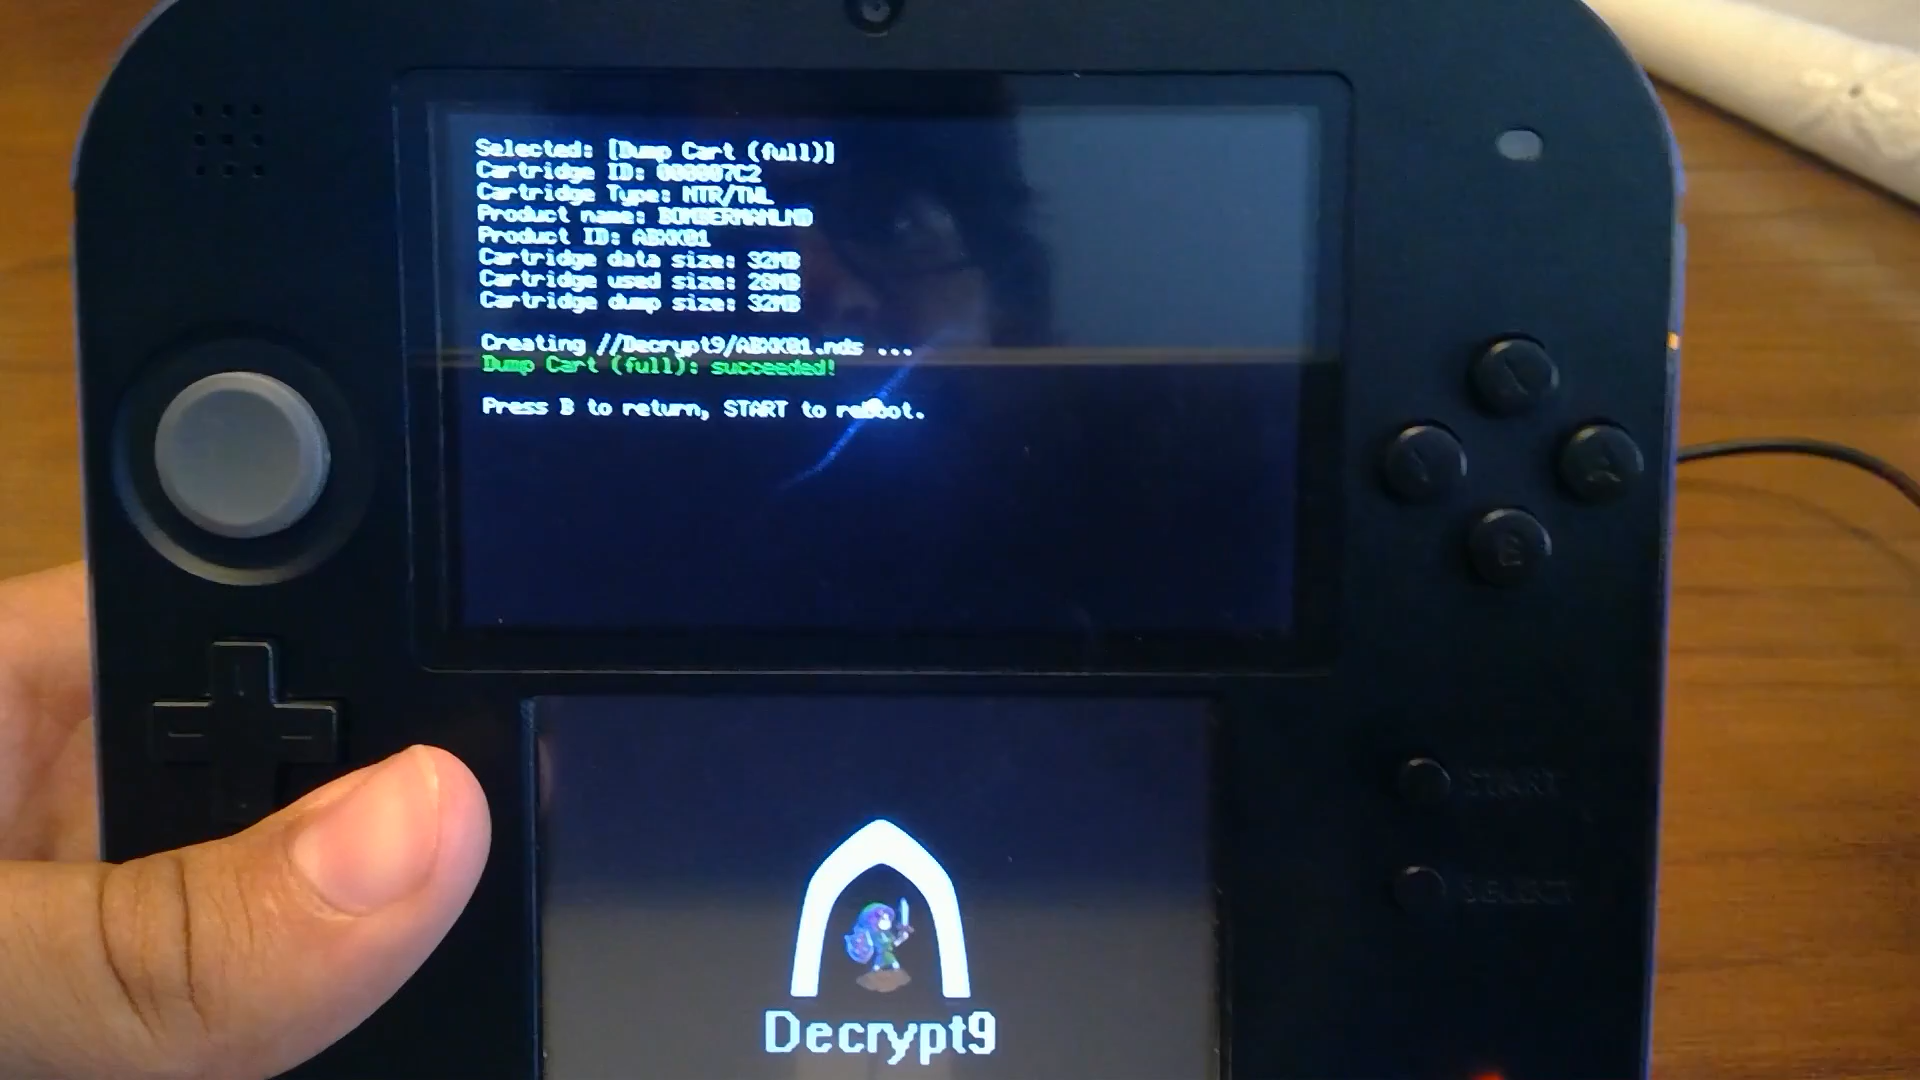 Selected: [Dump Cart (full)]
Cartridge ID: 000007C2
Cartridge Type: NTR/TWL
Product name: BOMBERMANLND
Product ID: ABXK01
Cartridge data size: 32MB
Cartridge used size: 28MB
Cartridge dump size: 32MB
Creating //Decrypt9/ABXK01.nds ...
Dump Cart (full): succeeded!
Press B to return, START to reboot.
START
SELECT
Decrypt9